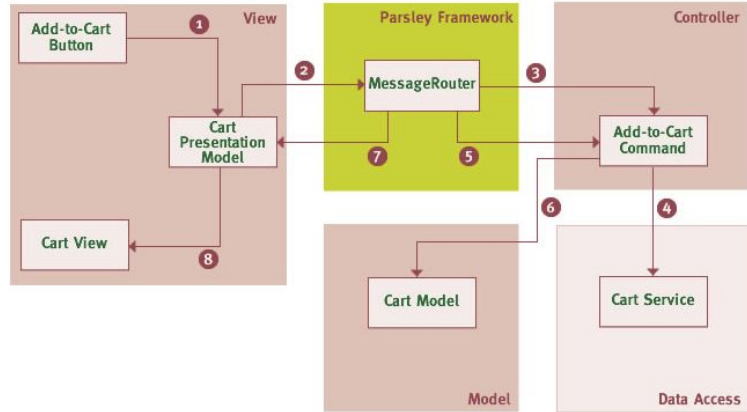 View
Add-to-Cart
Button
1
2
Cart
Presentation
Model
Cart View
8
Parsley Framework
MessageRouter
7
5
3
Controller
Add-to-Cart
Command
6
4
Cart Model
Model
Cart Service
Data Access